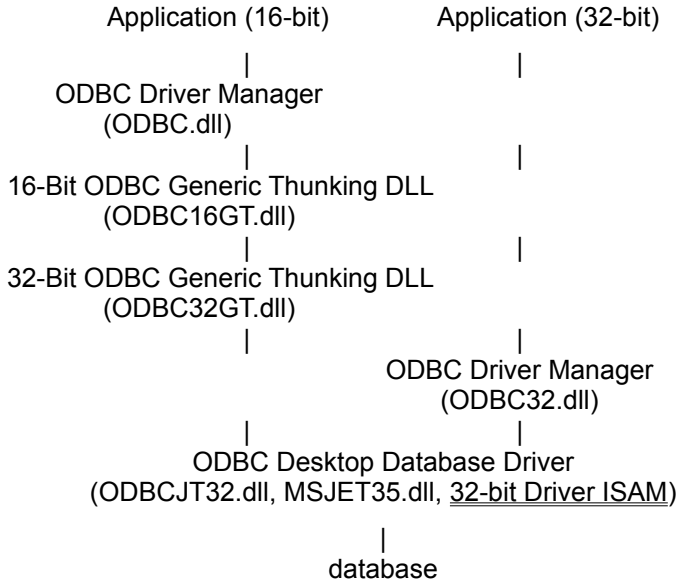 Application (16-bit) Application (32-bit)
| |
ODBC Driver Manager
(ODBC.dll)
| |
16-Bit ODBC Generic Thunking DLL
(ODBC16GT.dll)
| |
32-Bit ODBC Generic Thunking DLL
(ODBC32GT.dll)
| |
ODBC Driver Manager
(ODBC32.dll)
| |
ODBC Desktop Database Driver
(ODBCJT32.dll, MSJET35.dll, 32-bit Driver ISAM)
|
database